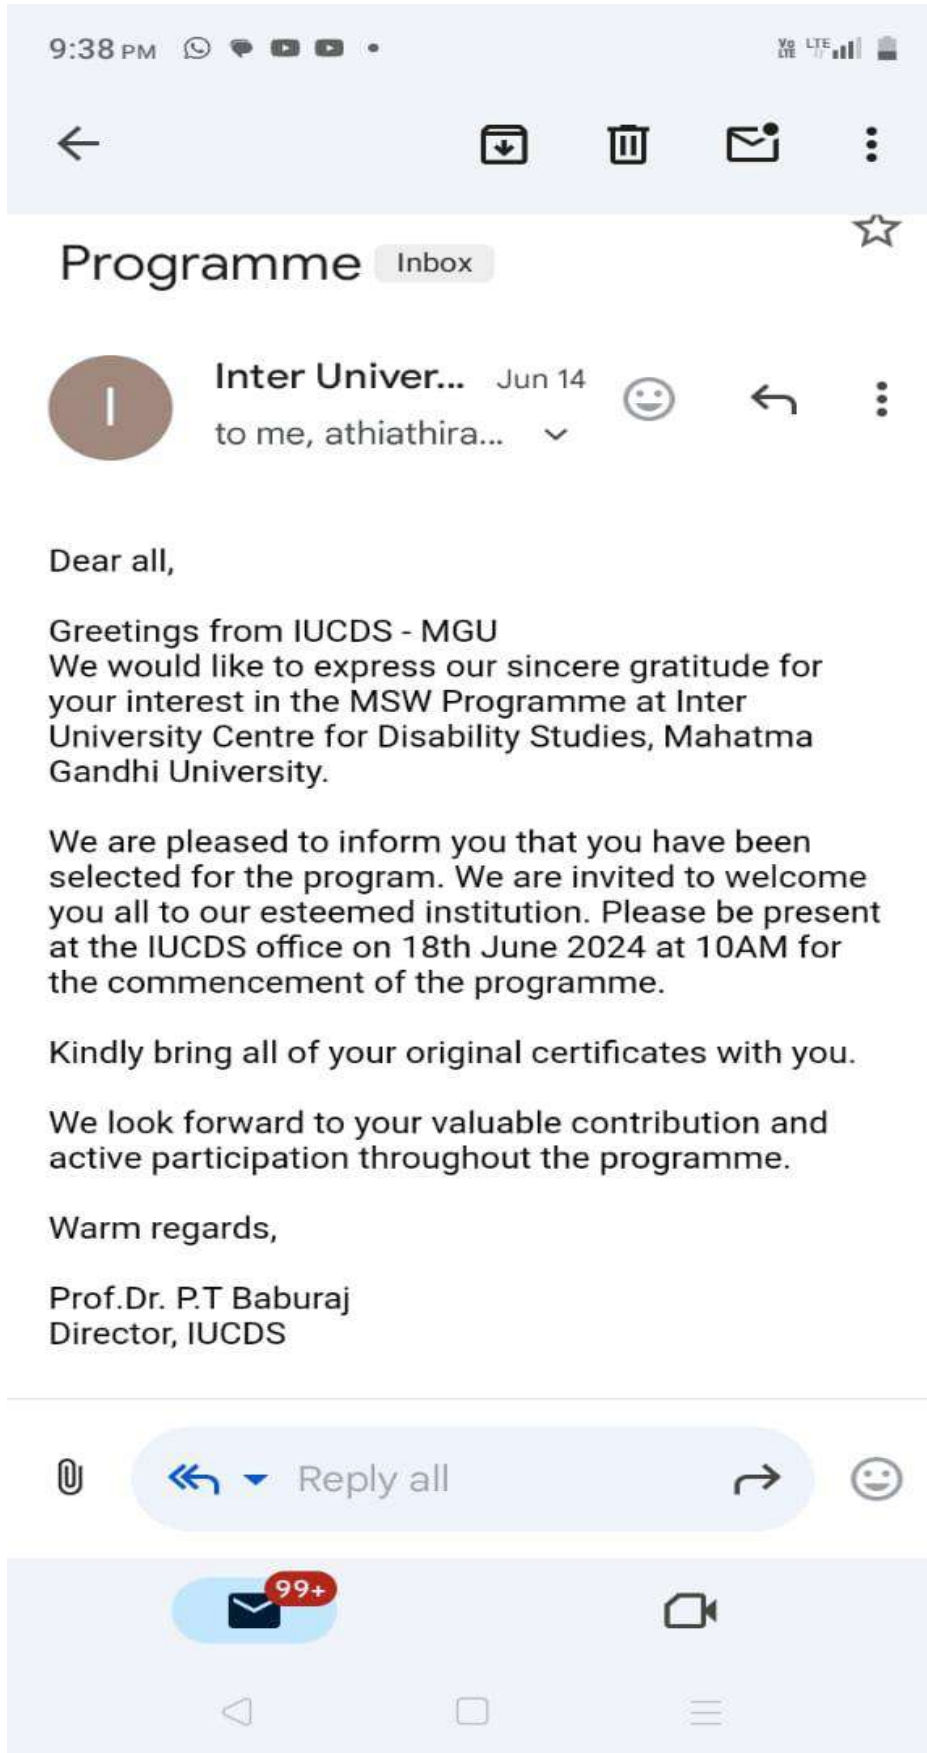 9:38 PM
Vo LTE LTE
Programme Inbox
I
Inter Univer... Jun 14
to me, athiathira...
Dear all,
Greetings from IUCDS - MGU
We would like to express our sincere gratitude for
your interest in the MSW Programme at Inter
University Centre for Disability Studies, Mahatma
Gandhi University.
We are pleased to inform you that you have been
selected for the program. We are invited to welcome
you all to our esteemed institution. Please be present
at the IUCDS office on 18th June 2024 at 10AM for
the commencement of the programme.
Kindly bring all of your original certificates with you.
We look forward to your valuable contribution and
active participation throughout the programme.
Warm regards,
Prof.Dr. P.T Baburaj
Director, IUCDS
Reply all
99+